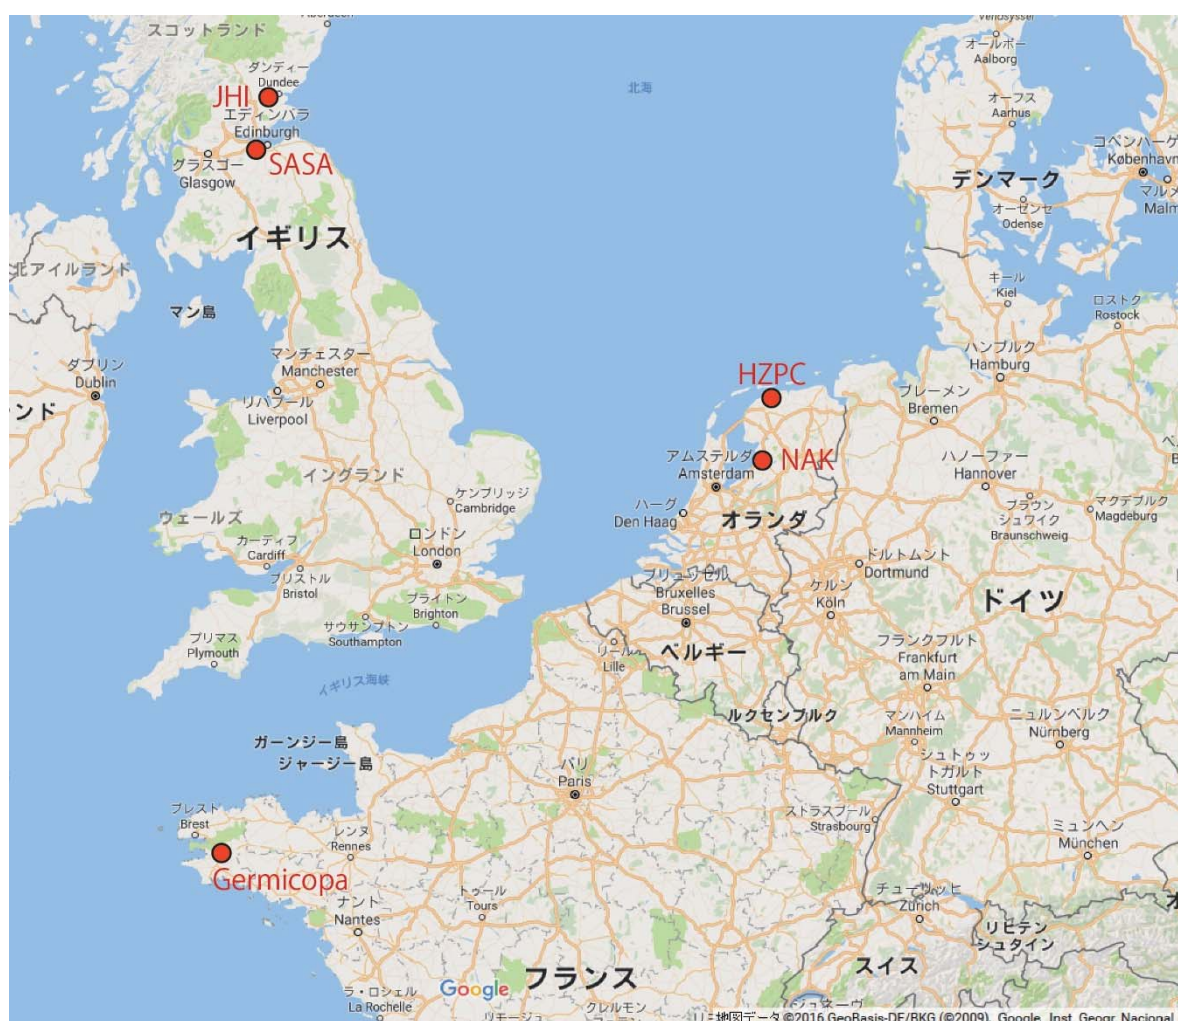 スコットランド
Aberdeen
Vendsyssel
オールボー
Aalborg
ダンディー
Dundee
JHI
エディンバラ
Edinburgh
SASA
グラスゴー
Glasgow
北海
オーフス
Aarhus
コペンハーゲ
København
マルメ
Malm
デンマーク
オーゼンセ
Odense
イギリス
北アイルランド
マン島
キール
Kiel
ロストク
Rostock
ダブリン
Dublin
ンド
マンチェスター
Manchester
リバプール
Liverpool
ハンブルク
Hamburg
HZPC
ブレーメン
Bremen
イングランド
アムステルダ
Amsterdam
NAK
ハノーファー
Hannover
ケンブリッジ
Cambridge
ハーグ
Den Haag
オランダ
ブラウン
シュワイク
Braunschweig
マクデブルク
Magdeburg
ウェールズ
カーディフ
Cardiff
ブリストル
Bristol
ロンドン
London
ドルトムント
Dortmund
ブリュッセル
Bruxelles
Brussel
ケルン
Köln
ドイツ
ブライトン
Brighton
サウサンプトン
Southampton
プリマス
Plymouth
リール
Lille
ベルギー
フランクフルト
Frankfurt
am Main
イギリス海峡
ルクセンブルク
マンハイム
Mannheim
ニュルンベルク
Nürnberg
ガーンジー島
ジャージー島
パリ
Paris
シュトゥッ
トガルト
Stuttgart
ブレスト
Brest
レンヌ
Rennes
ストラスブール
Strasbourg
ミュンヘン
München
Germicopa
トゥール
Tours
ナント
Nantes
チューリッヒ
Zürich
オ
リヒテン
シュタイン
フランス
スイス
Google
ラ・ロシェル
La Rochelle
リモージュ
クレルモン
ジュネーヴ
地図データ ©2016 GeoBasis-DE/BKG (©2009), Google, Inst. Geogr. Nacional